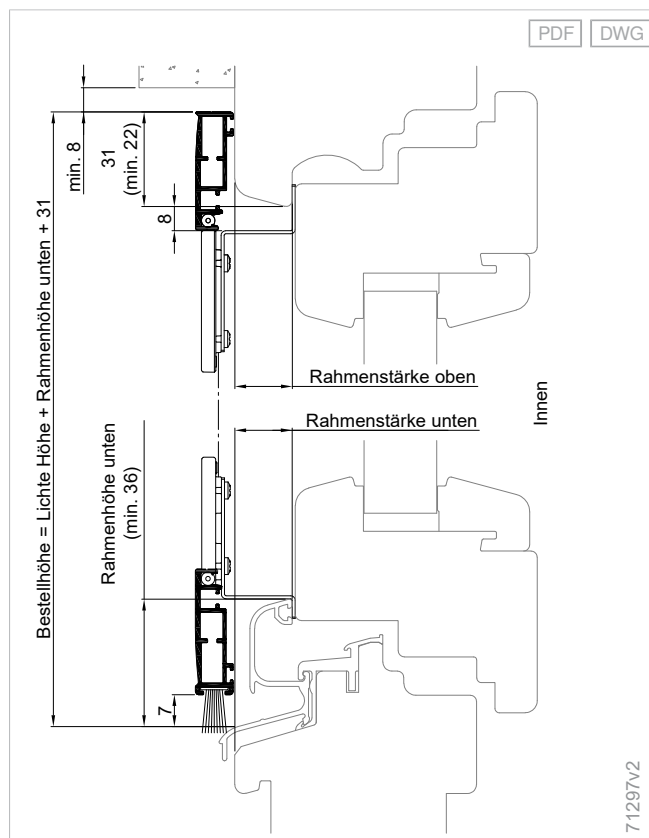 PDF DWG
min. 8
31
(min. 22)
8
Bestellhöhe = Lichte Höhe + Rahmenhöhe unten + 31
Rahmenstärke oben
Innen
Rahmenstärke unten
Rahmenhöhe unten
(min. 36)
7
71297v2